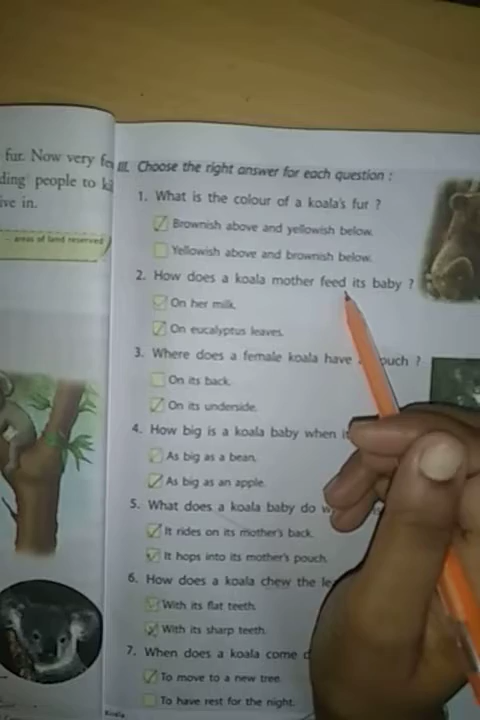 fur. Now very
ding people to
ive in.
areas of land reserved
III. Choose the right answer for each question :
1. What is the colour of a koala's fur ?
Brownish above and yellowish below.
Yellowish above and brownish below.
2. How does a koala mother feed its baby ?
On her milk.
On eucalyptus leaves.
3. Where does a female koala have ouch ?
On its back.
On its underside.
4. How big is a koala baby when
As big as a bean.
As big as an apple.
5. What does a koala baby do
It rides on its mother's back.
It hops into its mother's pouch.
6. How does a koala chew the
With its flat teeth.
With its sharp teeth.
7. When does a koala come
To move to a new tree.
To have rest for the night.
Koala